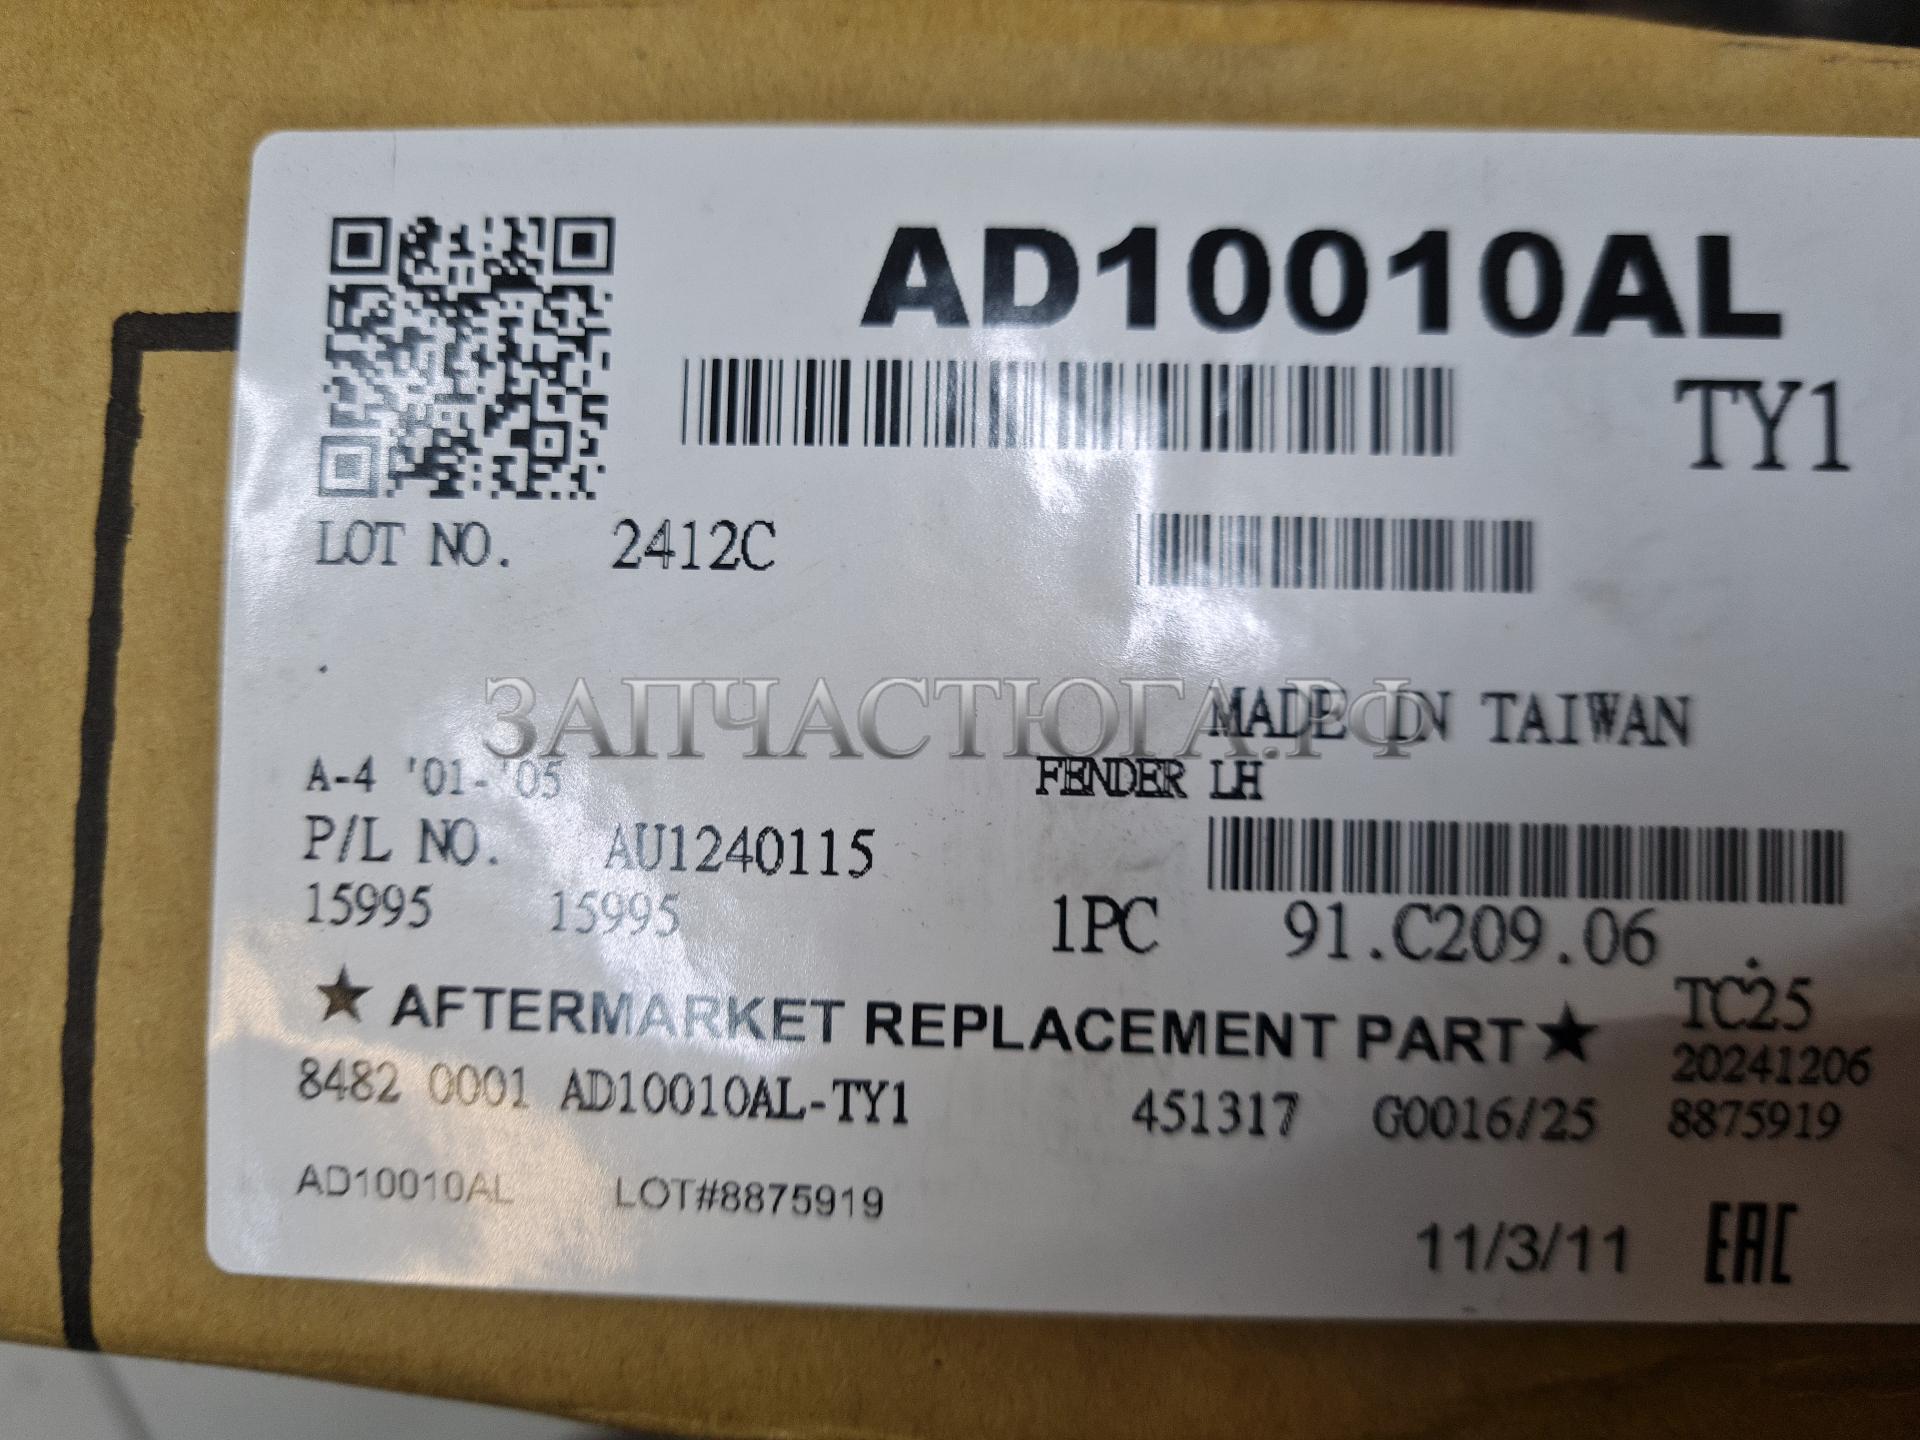 AD10010AL
TY1
LOT NO. 2412C
ЗАПЧАСТЮГА.РФ
MADE IN TAIWAN
A-4 '01-'05 FENDER LH
P/L NO. AU1240115
15995 15995 1PC 91.C209.06
★ AFTERMARKET REPLACEMENT PART ★ TC25
20241206
8482 0001 AD10010AL-TY1 451317 G0016/25 8875919
AD10010AL LOT#8875919
11/3/11 EAC